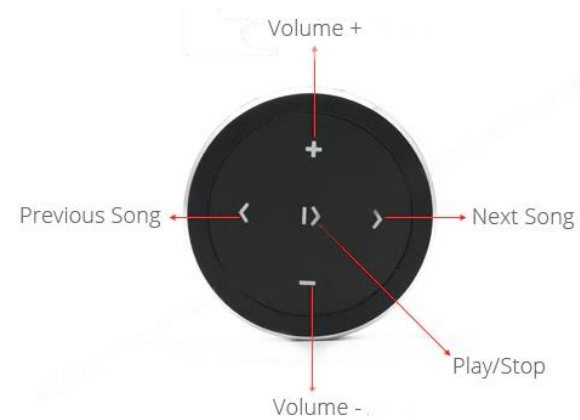 Volume +
Previous Song
Next Song
Play/Stop
Volume -